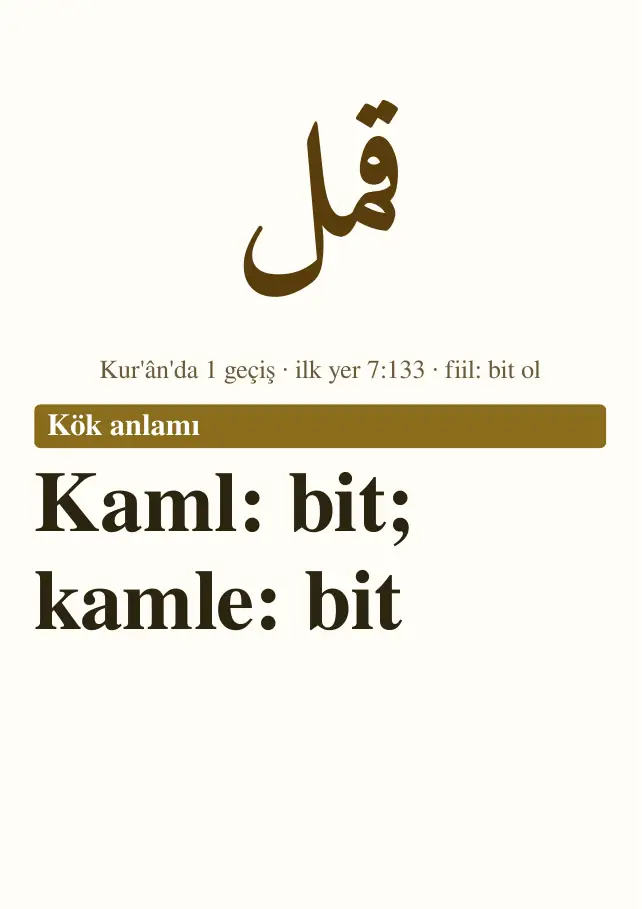 قمل
Kur'ân'da 1 geçiş · ilk yer 7:133 · fiil: bit ol
Kök anlamı
Kaml: bit;
kamle: bit